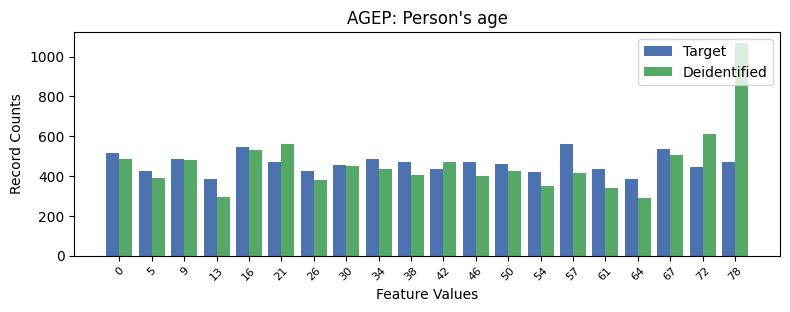 AGEP: Person's age
Target
Deidentified
Record Counts
1000
800
600
400
200
0
0 5 9 13 16 21 26 30 34 38 42 46 50 54 57 61 64 67 72 78
Feature Values